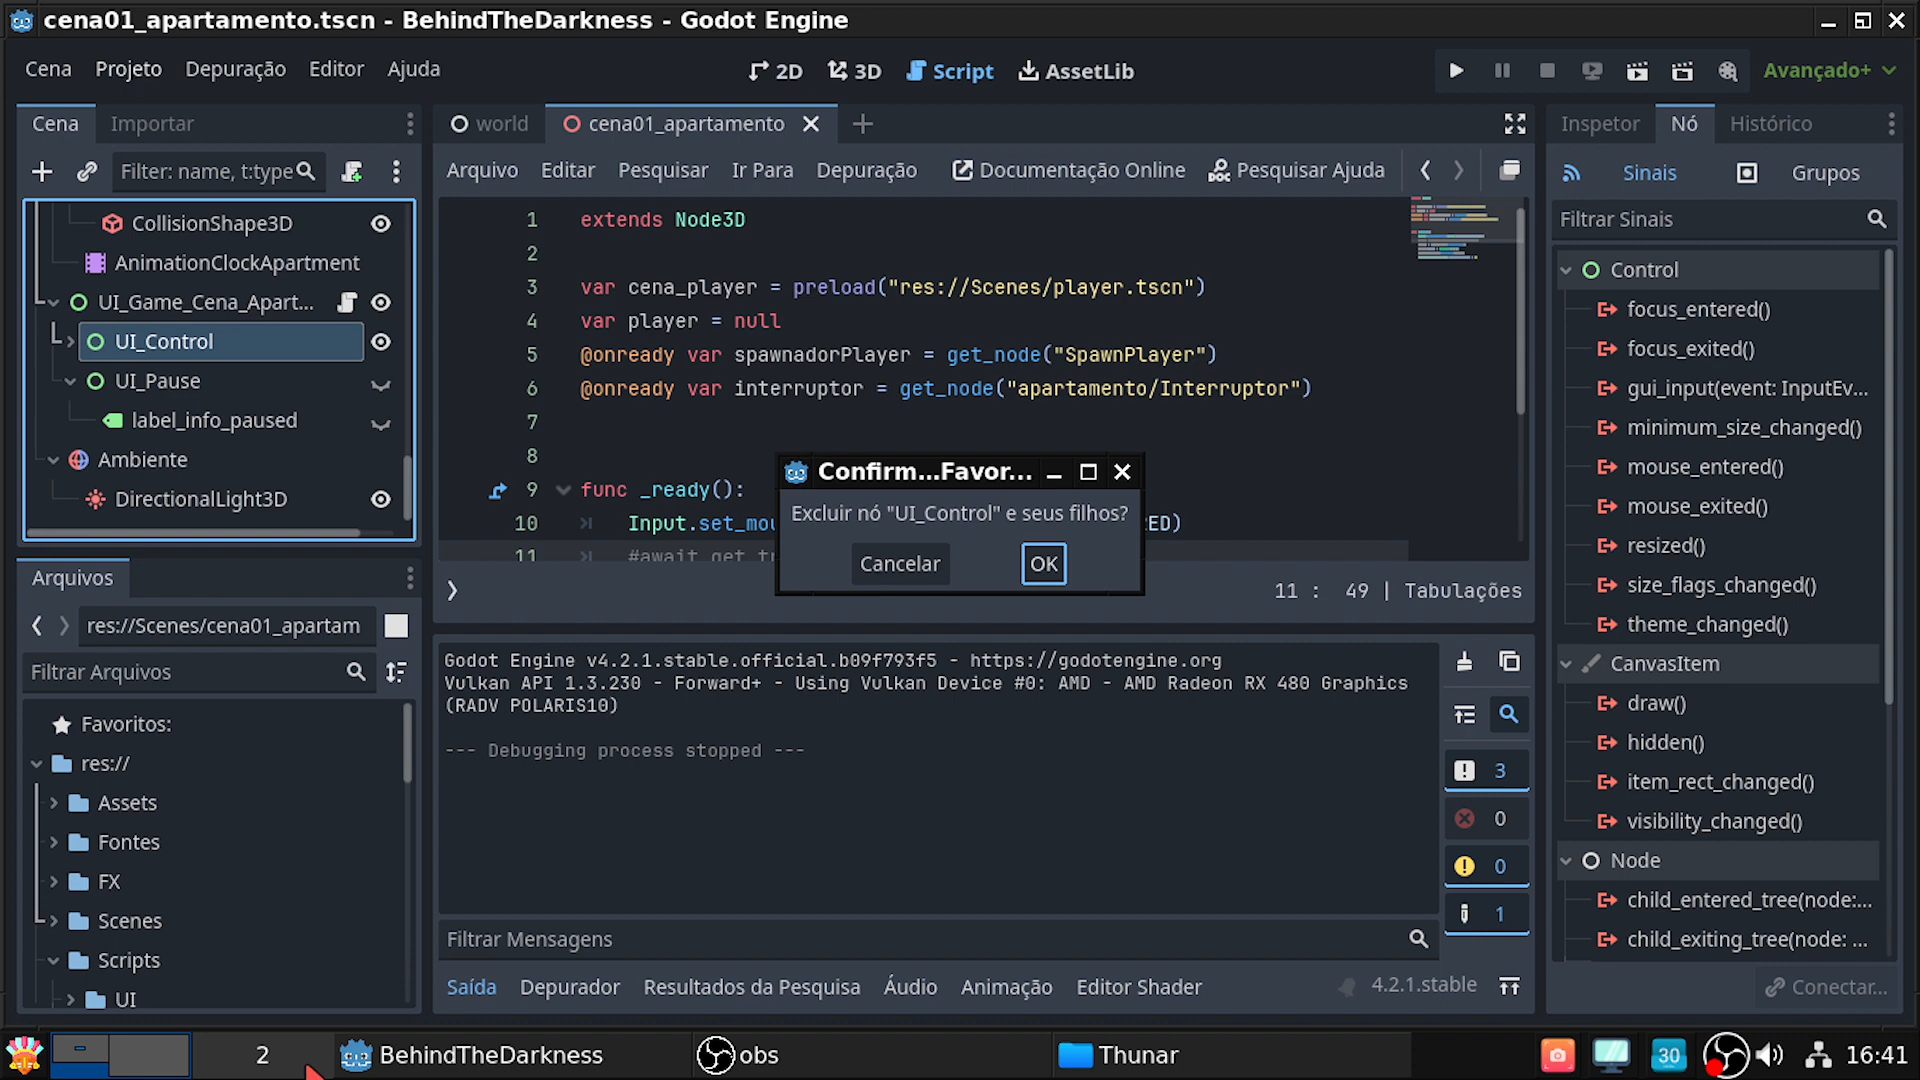 cena01_apartamento.tscn - BehindTheDarkness - Godot Engine
Cena Projeto Depuração Editor Ajuda
2D 3D Script AssetLib
Avançado+
Cena Importar
Filter: name, t:type
CollisionShape3D
AnimationClockApartment
UI_Game_Cena_Apart...
UI_Control
UI_Pause
label_info_paused
Ambiente
DirectionalLight3D
Arquivos
res://Scenes/cena01_apartam
Filtrar Arquivos
Favoritos:
res://
Assets
Fontes
FX
Scenes
Scripts
UI
world cena01_apartamento
Arquivo Editar Pesquisar Ir Para Depuração Documentação Online Pesquisar Ajuda
1 extends Node3D
2
3 var cena_player = preload("res://Scenes/player.tscn")
4 var player = null
5 @onready var spawnadorPlayer = get_node("SpawnPlayer")
6 @onready var interruptor = get_node("apartamento/Interruptor")
7
8
9 func _ready():
10 Input.set_mou ED)
11 #await get_tr
Confirm...Favor...
Excluir nó "UI_Control" e seus filhos?
Cancelar OK
11 : 49 | Tabulações
Godot Engine v4.2.1.stable.official.b09f793f5 - https://godotengine.org
Vulkan API 1.3.230 - Forward+ - Using Vulkan Device #0: AMD - AMD Radeon RX 480 Graphics
(RADV POLARIS10)
--- Debugging process stopped ---
3
0
0
1
Filtrar Mensagens
Saída Depurador Resultados da Pesquisa Áudio Animação Editor Shader 4.2.1.stable
Inspetor Nó Histórico
Sinais Grupos
Filtrar Sinais
Control
focus_entered()
focus_exited()
gui_input(event: InputEv...
minimum_size_changed()
mouse_entered()
mouse_exited()
resized()
size_flags_changed()
theme_changed()
CanvasItem
draw()
hidden()
item_rect_changed()
visibility_changed()
Node
child_entered_tree(node:...
child_exiting_tree(node: ...
Conectar...
2 BehindTheDarkness obs Thunar 30 16:41